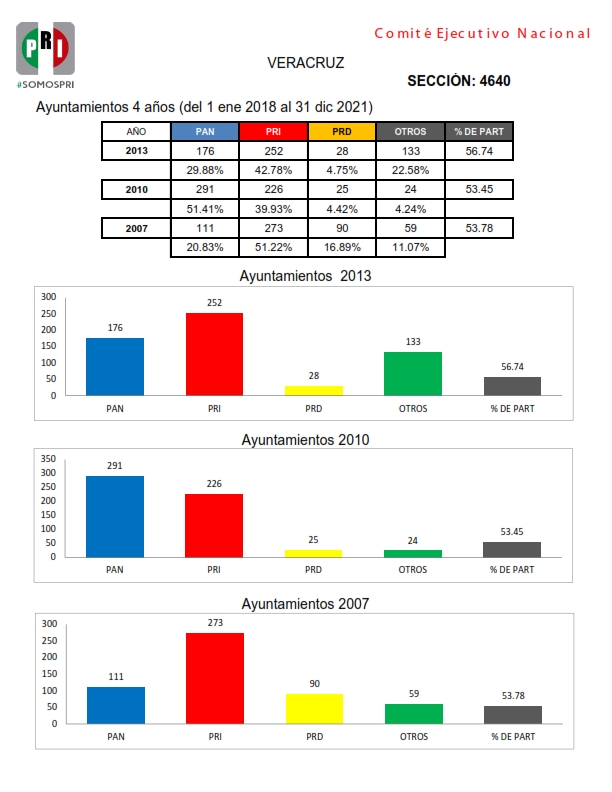 Comité Ejecutivo Nacional
PRI
#SOMOSPRI
VERACRUZ
SECCIÓN: 4640
Ayuntamientos 4 años (del 1 ene 2018 al 31 dic 2021)
AÑO PAN PRI PRD OTROS % DE PART
2013 176 252 28 133 56.74
29.88% 42.78% 4.75% 22.58%
2010 291 226 25 24 53.45
51.41% 39.93% 4.42% 4.24%
2007 111 273 90 59 53.78
20.83% 51.22% 16.89% 11.07%
Ayuntamientos 2013
300
250
200
150
100
50
0
176
252
28
133
56.74
PAN PRI PRD OTROS % DE PART
Ayuntamientos 2010
350
300
250
200
150
100
50
0
291
226
25
24
53.45
PAN PRI PRD OTROS % DE PART
Ayuntamientos 2007
300
250
200
150
100
50
0
111
273
90
59
53.78
PAN PRI PRD OTROS % DE PART